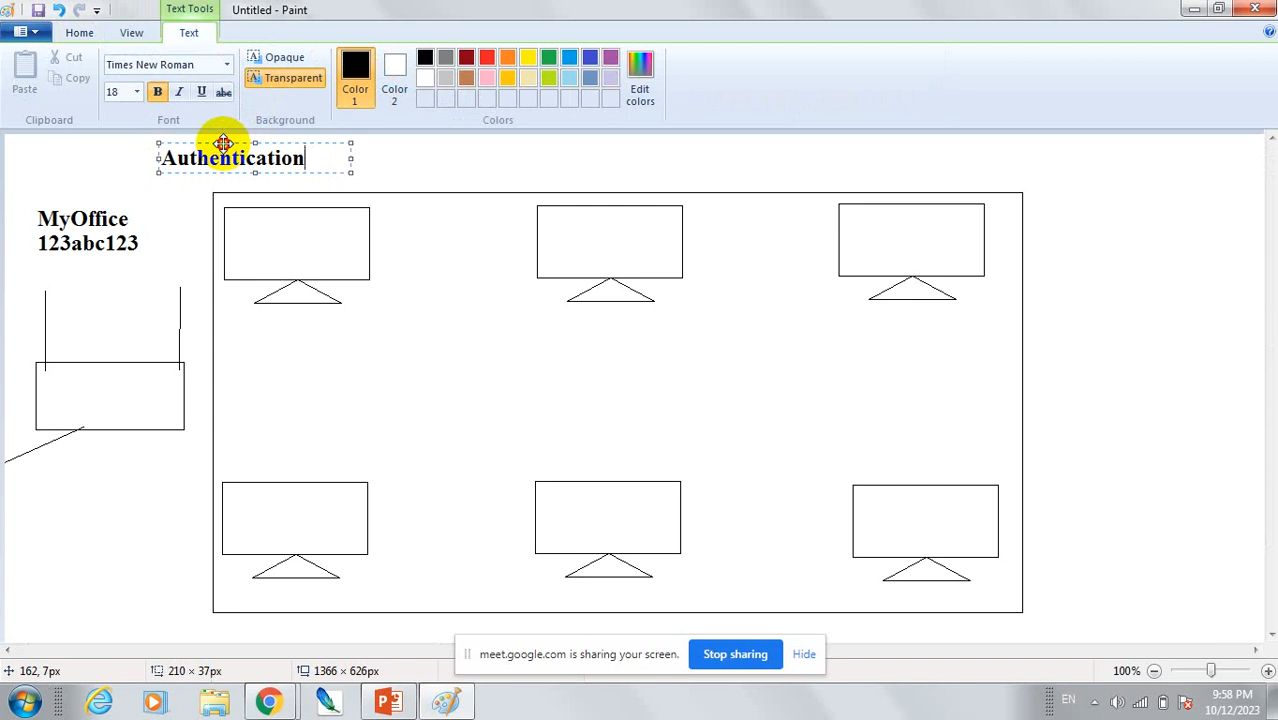 Text Tools
Untitled - Paint
Home
View
Text
Paste
Cut
Copy
Clipboard
Times New Roman
18
B
I
U
abc
Font
Opaque
Transparent
Background
Color 1
Color 2
Edit colors
Colors
Authentication
MyOffice
123abc123
meet.google.com is sharing your screen.
Stop sharing
Hide
162, 7px
210 × 37px
1366 × 626px
100%
EN
9:58 PM
10/12/2023